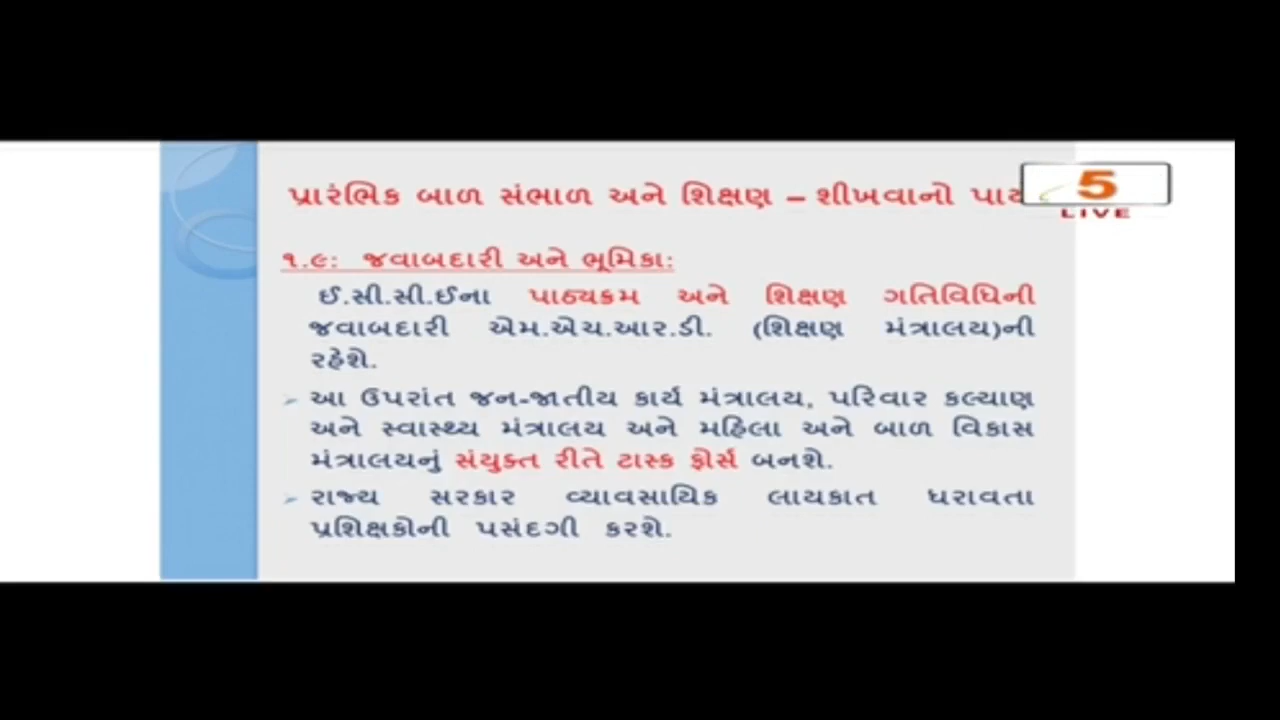 પ્રારંભિક બાળ સંભાળ અને શિક્ષણ – શીખવાનો
5
LIVE
૧.૯: જવાબદારી અને ભૂમિકા:
ઈ.સી.સી.ઈના પાઠ્યક્રમ અને શિક્ષણ ગતિવિધિની
જવાબદારી એમ.એચ.આર.ડી. (શિક્ષણ મંત્રાલય)ની
રહેશે.
આ ઉપરાંત જન-જાતીય કાર્ય મંત્રાલય, પરિવાર કલ્યાણ
અને સ્વાસ્થ્ય મંત્રાલય અને મહિલા અને બાળ વિકાસ
મંત્રાલયનું સંયુક્ત રીતે ટાસ્ક ફોર્સ બનશે.
રાજ્ય સરકાર વ્યાવસાયિક લાયકાત ધરાવતા
પ્રશિક્ષકોની પસંદગી કરશે.